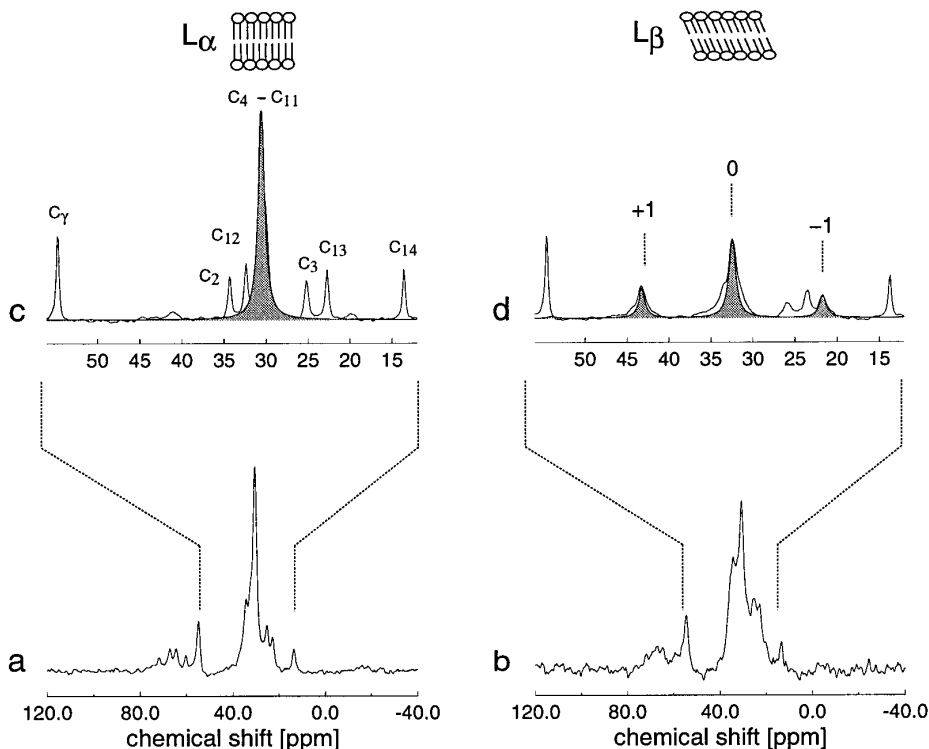 Lα
Lβ
C4 – C11
Cγ
C12
C2
C3
C13
C14
+1
0
−1
c
d
50 45 40 35 30 25 20 15
50 45 40 35 30 25 20 15
a
b
120.0 80.0 40.0 0.0 -40.0
120.0 80.0 40.0 0.0 -40.0
chemical shift [ppm]
chemical shift [ppm]